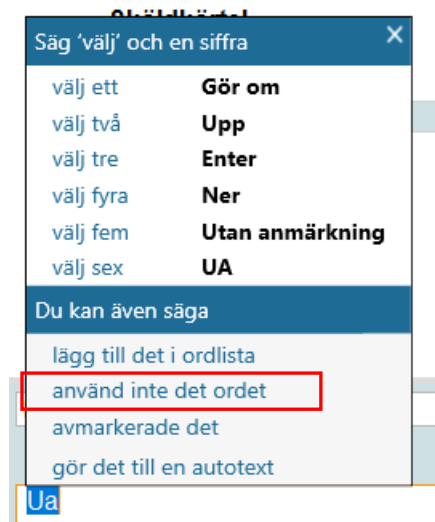 Säg ‘välj’ och en siffra
välj ett Gör om
välj två Upp
välj tre Enter
välj fyra Ner
välj fem Utan anmärkning
välj sex UA
Du kan även säga
lägg till det i ordlista
använd inte det ordet
avmarkerade det
gör det till en autotext
Ua